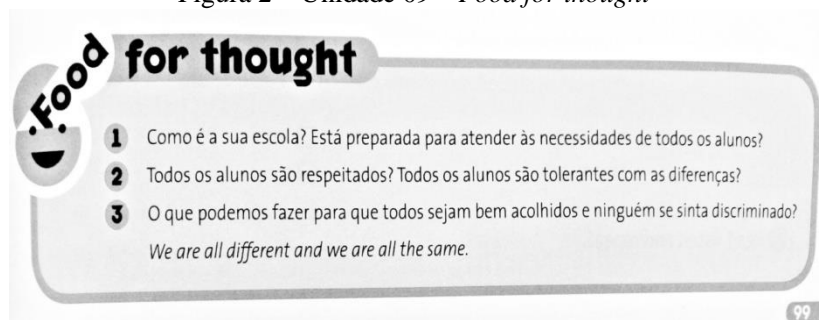 Figura 2 – Unidade 09 – Food for thought
Food for thought
1 Como é a sua escola? Está preparada para atender às necessidades de todos os alunos?
2 Todos os alunos são respeitados? Todos os alunos são tolerantes com as diferenças?
3 O que podemos fazer para que todos sejam bem acolhidos e ninguém se sinta discriminado?
We are all different and we are all the same.
99